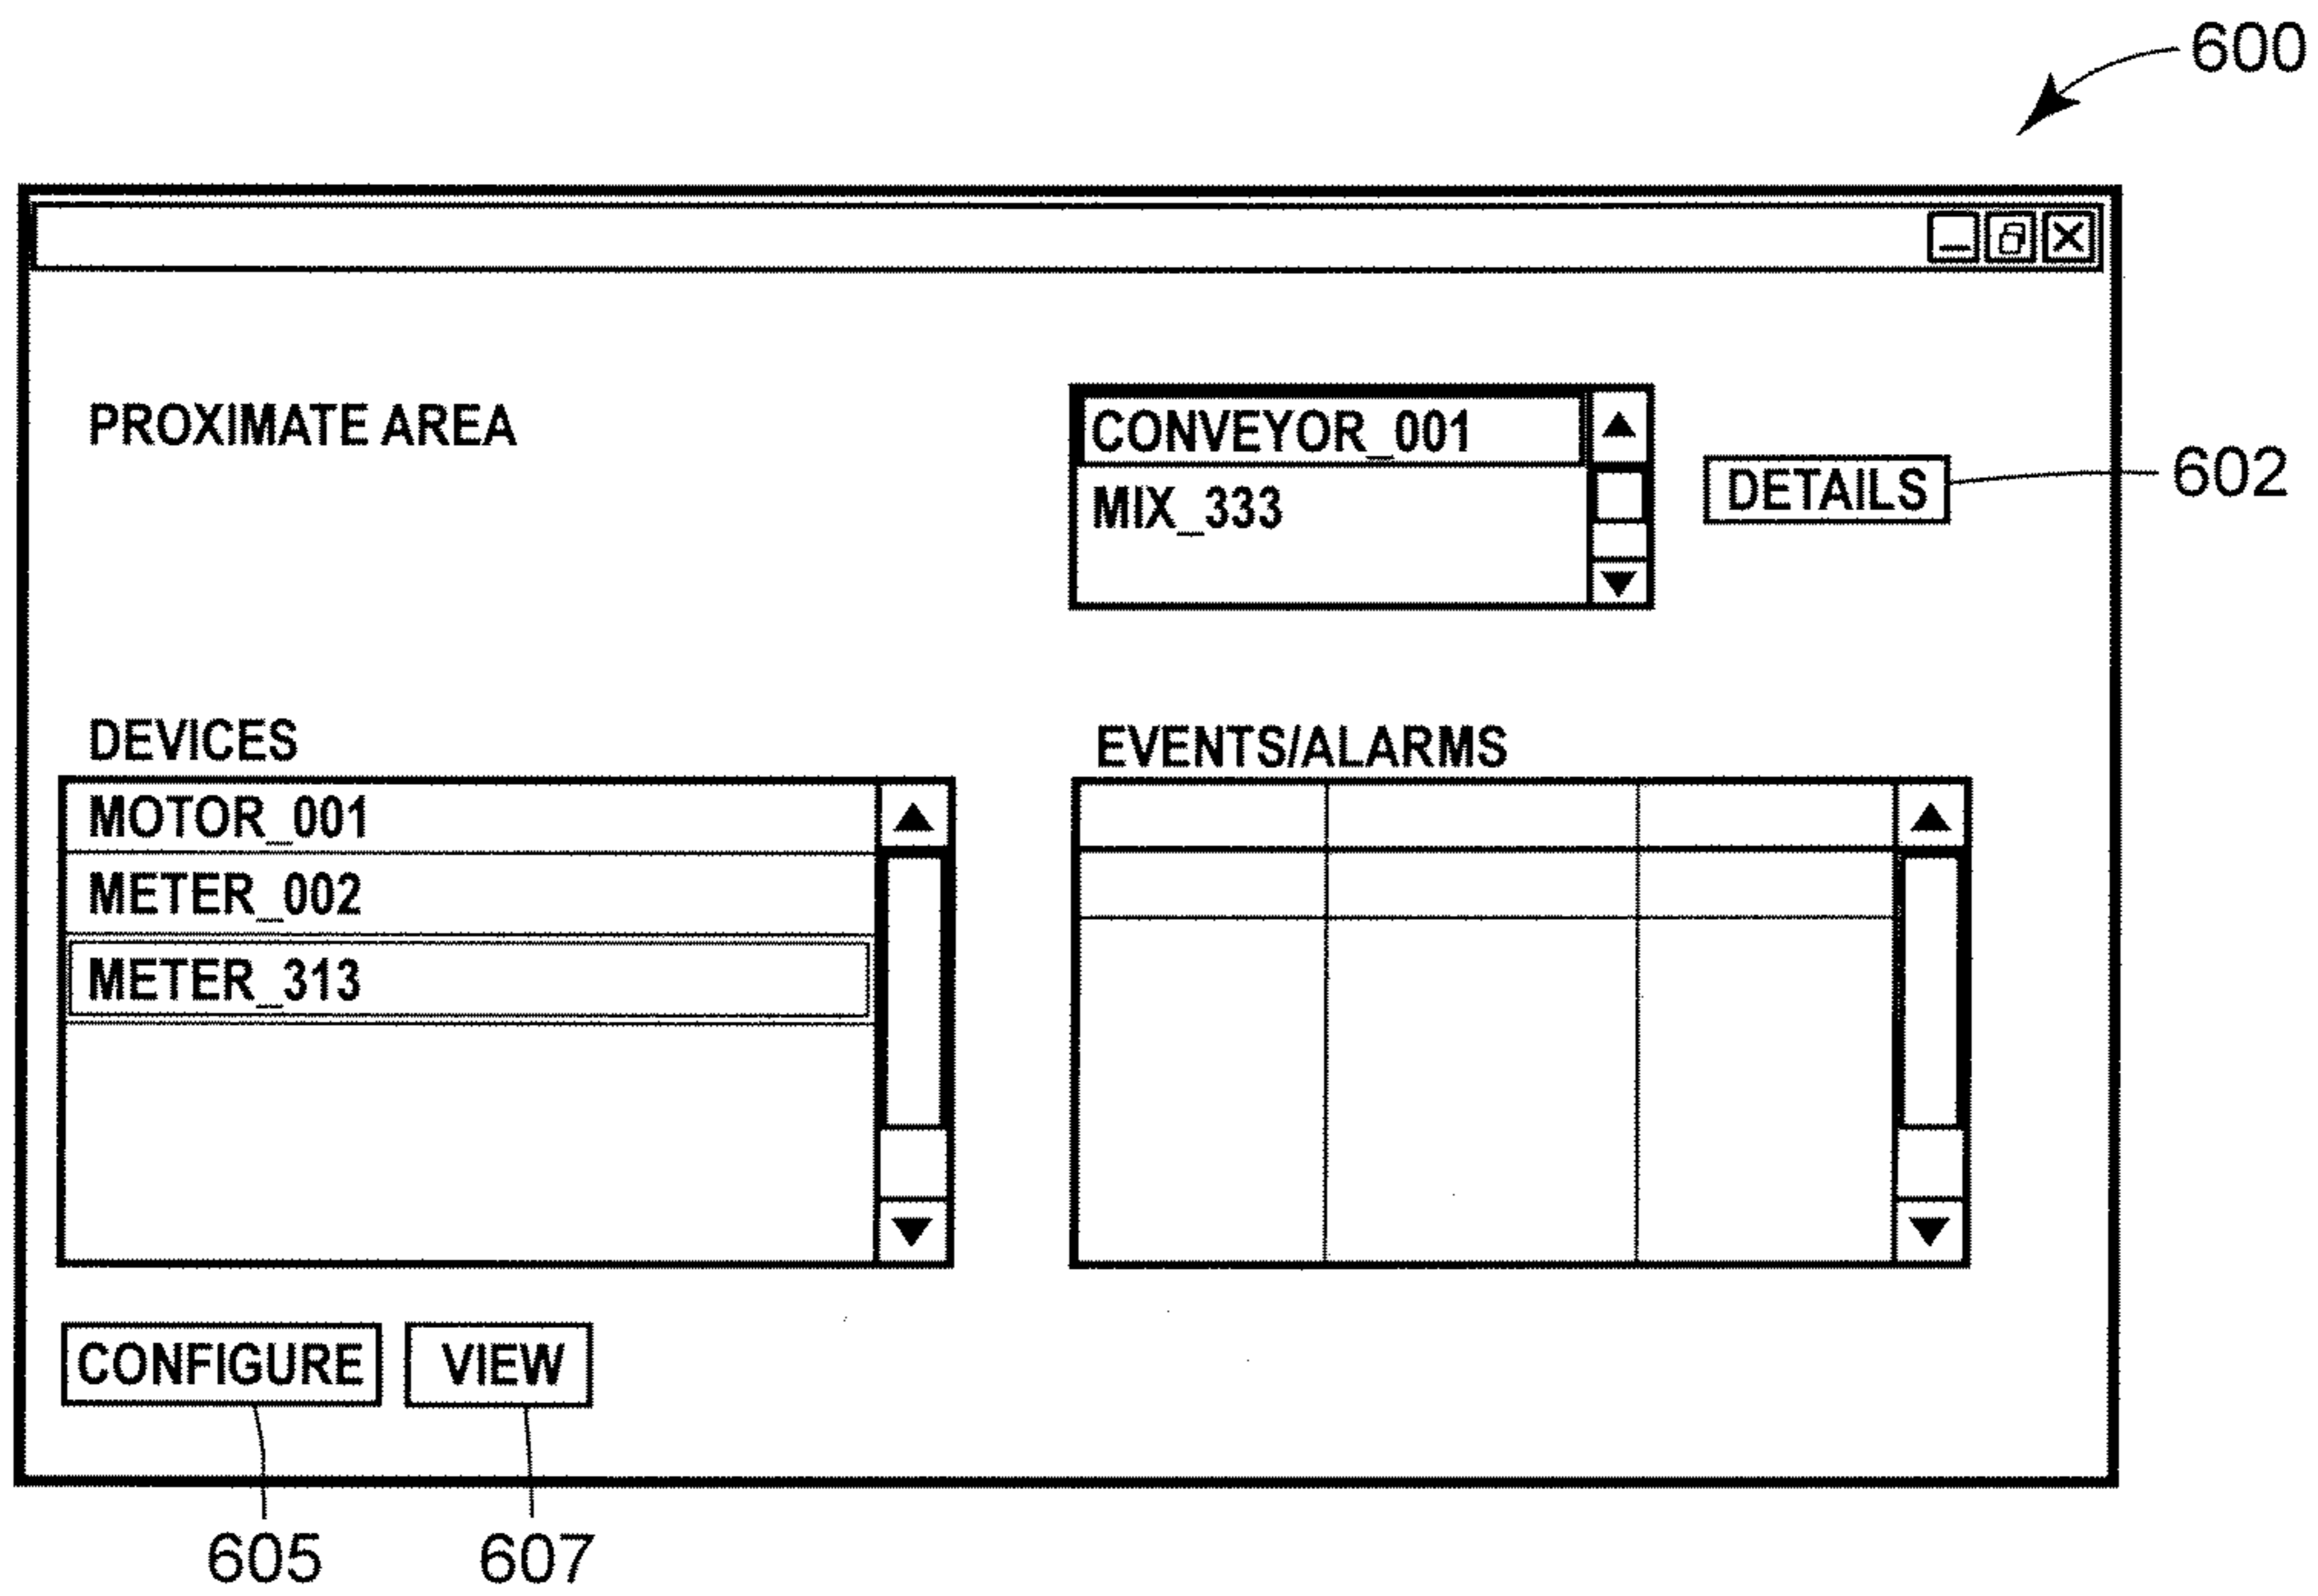 600
PROXIMATE AREA
CONVEYOR_001
MIX_333
DETAILS
602
DEVICES
MOTOR_001
METER_002
METER_313
EVENTS/ALARMS
CONFIGURE
VIEW
605
607